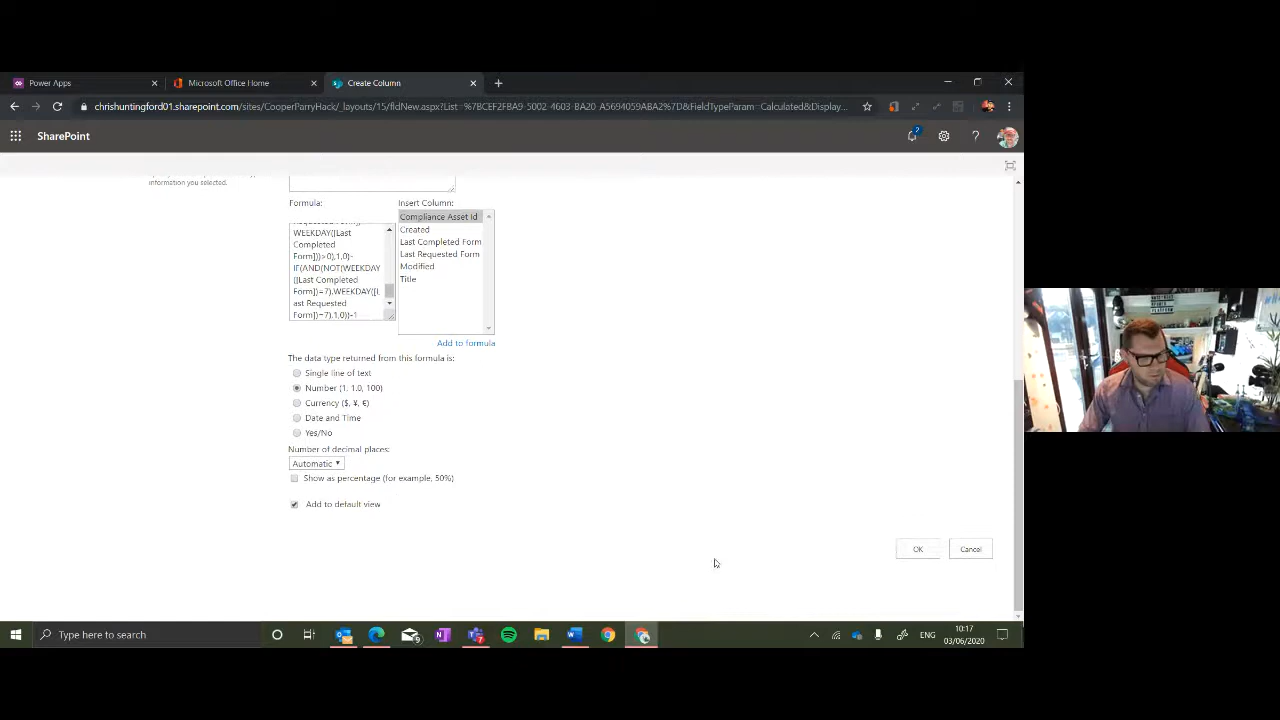 Power Apps
Microsoft Office Home
Create Column
chrishuntingford01.sharepoint.com/sites/CooperParryHack/_layouts/15/fldNew.aspx?List=%7BCEF2FBA9-5002-4603-BA20-A5694059ABA2%7D&FieldTypeParam=Calculated&Display...
SharePoint
2
information you selected.
Formula:
Insert Column:
WEEKDAY([Last
Completed
Form]))>0),1,0)-
IF(AND(NOT(WEEKDAY
([Last Completed
Form])=7),WEEKDAY([L
ast Requested
Form])=7),1,0))-1
Compliance Asset Id
Created
Last Completed Form
Last Requested Form
Modified
Title
Add to formula
The data type returned from this formula is:
Single line of text
Number (1, 1.0, 100)
Currency ($, ¥, €)
Date and Time
Yes/No
Number of decimal places:
Automatic
Show as percentage (for example, 50%)
Add to default view
OK
Cancel
Type here to search
ENG
10:17
03/06/2020